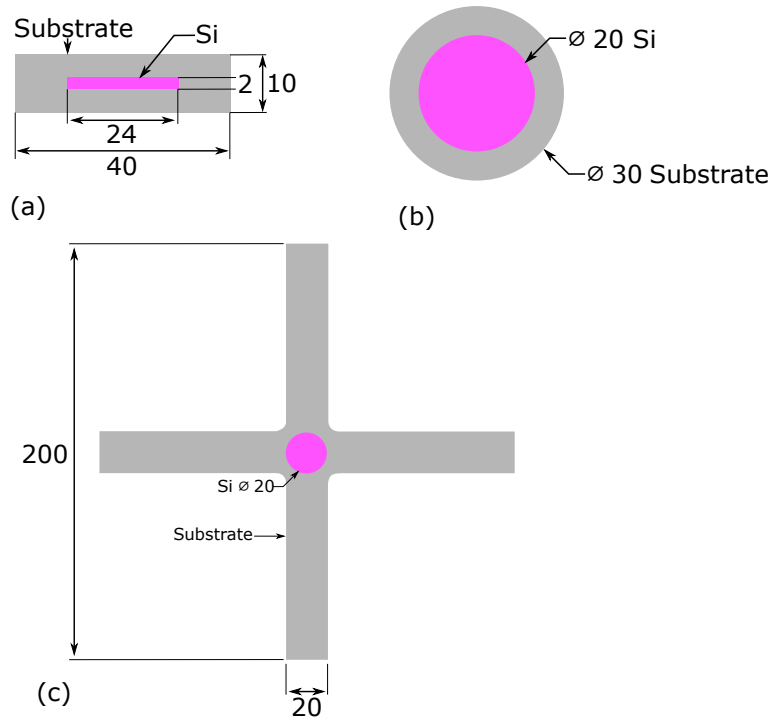 Substrate
Si
2
10
24
40
(a)
⌀ 20 Si
⌀ 30 Substrate
(b)
200
Si ⌀ 20
Substrate
20
(c)